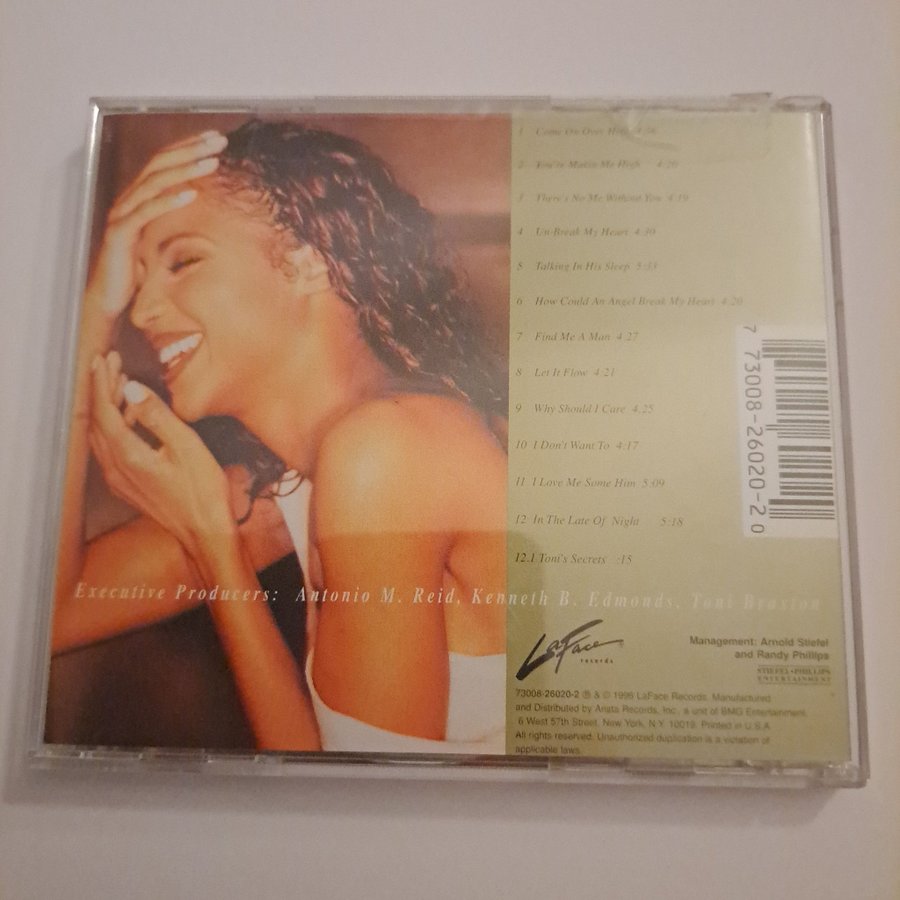 1 Come On Over Here 4:36
2 You're Makin Me High 4:26
3 There's No Me Without You 4:19
4 Un-Break My Heart 4:30
5 Talking In His Sleep 5:33
6 How Could An Angel Break My Heart 4:20
7 Find Me A Man 4:27
8 Let It Flow 4:21
9 Why Should I Care 4.25
10 I Don't Want To 4:17
11 I Love Me Some Him 5:09
12 In The Late Of Night 5:18
12.1 Toni's Secrets :15
7 73008-26020-2 0
Executive Producers: Antonio M. Reid, Kenneth B. Edmonds, Toni Braxton
LaFace
records
Management: Arnold Stiefel
and Randy Phillips
STIEFEL•PHILLIPS
ENTERTAINMENT
73008-26020-2 ℗ & © 1996 LaFace Records. Manufactured
and Distributed by Arista Records, Inc., a unit of BMG Entertainment,
6 West 57th Street, New York, N.Y. 10019. Printed in U.S.A.
All rights reserved. Unauthorized duplication is a violation of
applicable laws.